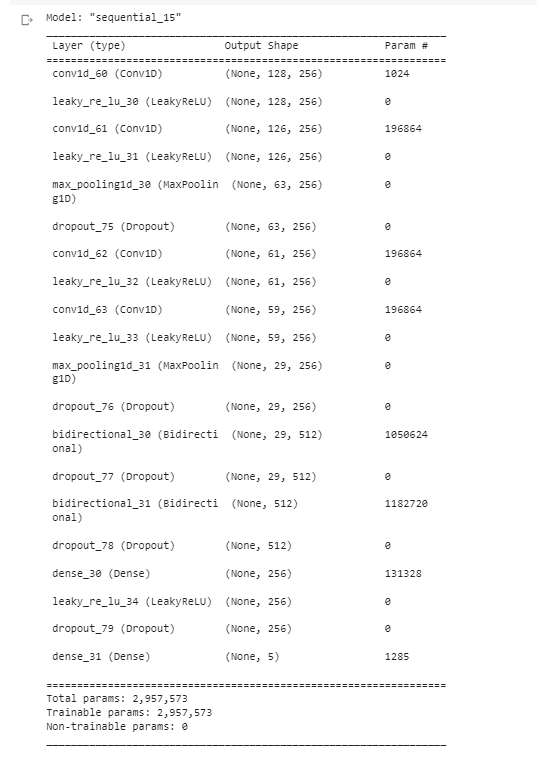 Model: "sequential_15"
Layer (type) Output Shape Param #
conv1d_60 (Conv1D) (None, 128, 256) 1024
leaky_re_lu_30 (LeakyReLU) (None, 128, 256) 0
conv1d_61 (Conv1D) (None, 126, 256) 196864
leaky_re_lu_31 (LeakyReLU) (None, 126, 256) 0
max_pooling1d_30 (MaxPoolin (None, 63, 256) 0
g1D)
dropout_75 (Dropout) (None, 63, 256) 0
conv1d_62 (Conv1D) (None, 61, 256) 196864
leaky_re_lu_32 (LeakyReLU) (None, 61, 256) 0
conv1d_63 (Conv1D) (None, 59, 256) 196864
leaky_re_lu_33 (LeakyReLU) (None, 59, 256) 0
max_pooling1d_31 (MaxPoolin (None, 29, 256) 0
g1D)
dropout_76 (Dropout) (None, 29, 256) 0
bidirectional_30 (Bidirecti (None, 29, 512) 1050624
onal)
dropout_77 (Dropout) (None, 29, 512) 0
bidirectional_31 (Bidirecti (None, 512) 1182720
onal)
dropout_78 (Dropout) (None, 512) 0
dense_30 (Dense) (None, 256) 131328
leaky_re_lu_34 (LeakyReLU) (None, 256) 0
dropout_79 (Dropout) (None, 256) 0
dense_31 (Dense) (None, 5) 1285
Total params: 2,957,573
Trainable params: 2,957,573
Non-trainable params: 0